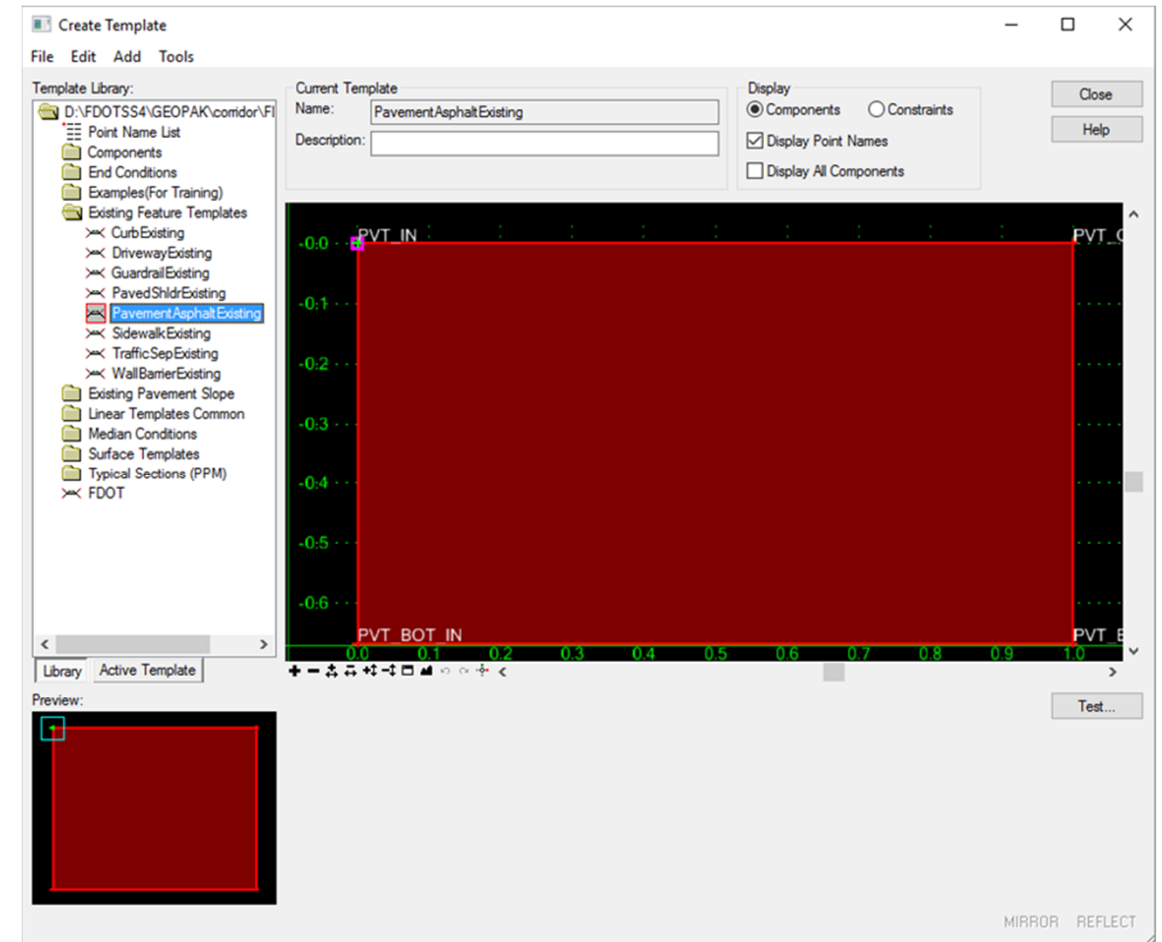 Create Template
File Edit Add Tools
Template Library:
D:\FDOTSS4\GEOPAK\corridor\Fl
Point Name List
Components
End Conditions
Examples(For Training)
Existing Feature Templates
CurbExisting
DrivewayExisting
GuardrailExisting
PavedShldrExisting
PavementAsphaltExisting
SidewalkExisting
TrafficSepExisting
WallBarrierExisting
Existing Pavement Slope
Linear Templates Common
Median Conditions
Surface Templates
Typical Sections (PPM)
FDOT
Library Active Template
Preview:
Current Template
Name: PavementAsphaltExisting
Description:
Display
Components Constraints
Display Point Names
Display All Components
Close
Help
PVT_IN PVT_
-0:0
-0:1
-0:2
-0:3
-0:4
-0:5
-0:6
PVT_BOT_IN PVT_
0.0 0.1 0.2 0.3 0.4 0.5 0.6 0.7 0.8 0.9 1.0
Test...
MIRROR REFLECT